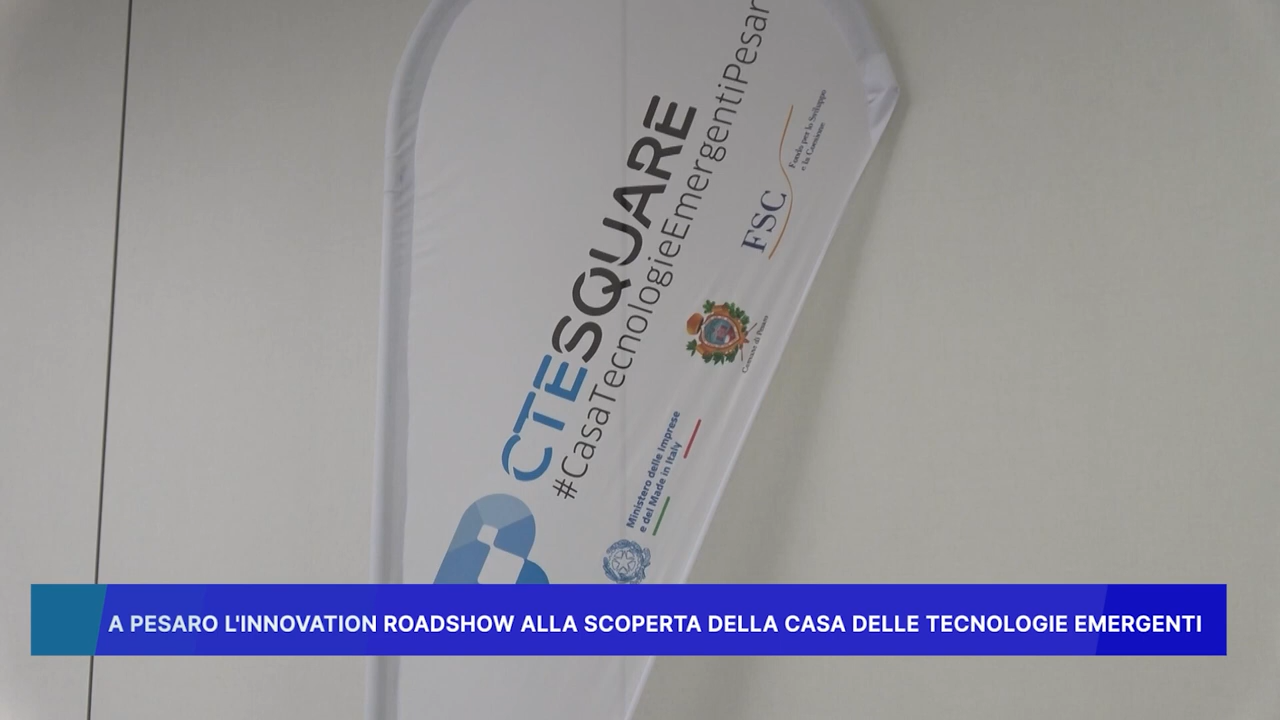 CTESQUARE
#CasaTecnologieEmergentiPesar
FSC
Fondo per lo Sviluppo
e la Coesione
Comune di Pesaro
Ministero delle Imprese
e del Made in Italy
A PESARO L'INNOVATION ROADSHOW ALLA SCOPERTA DELLA CASA DELLE TECNOLOGIE EMERGENTI